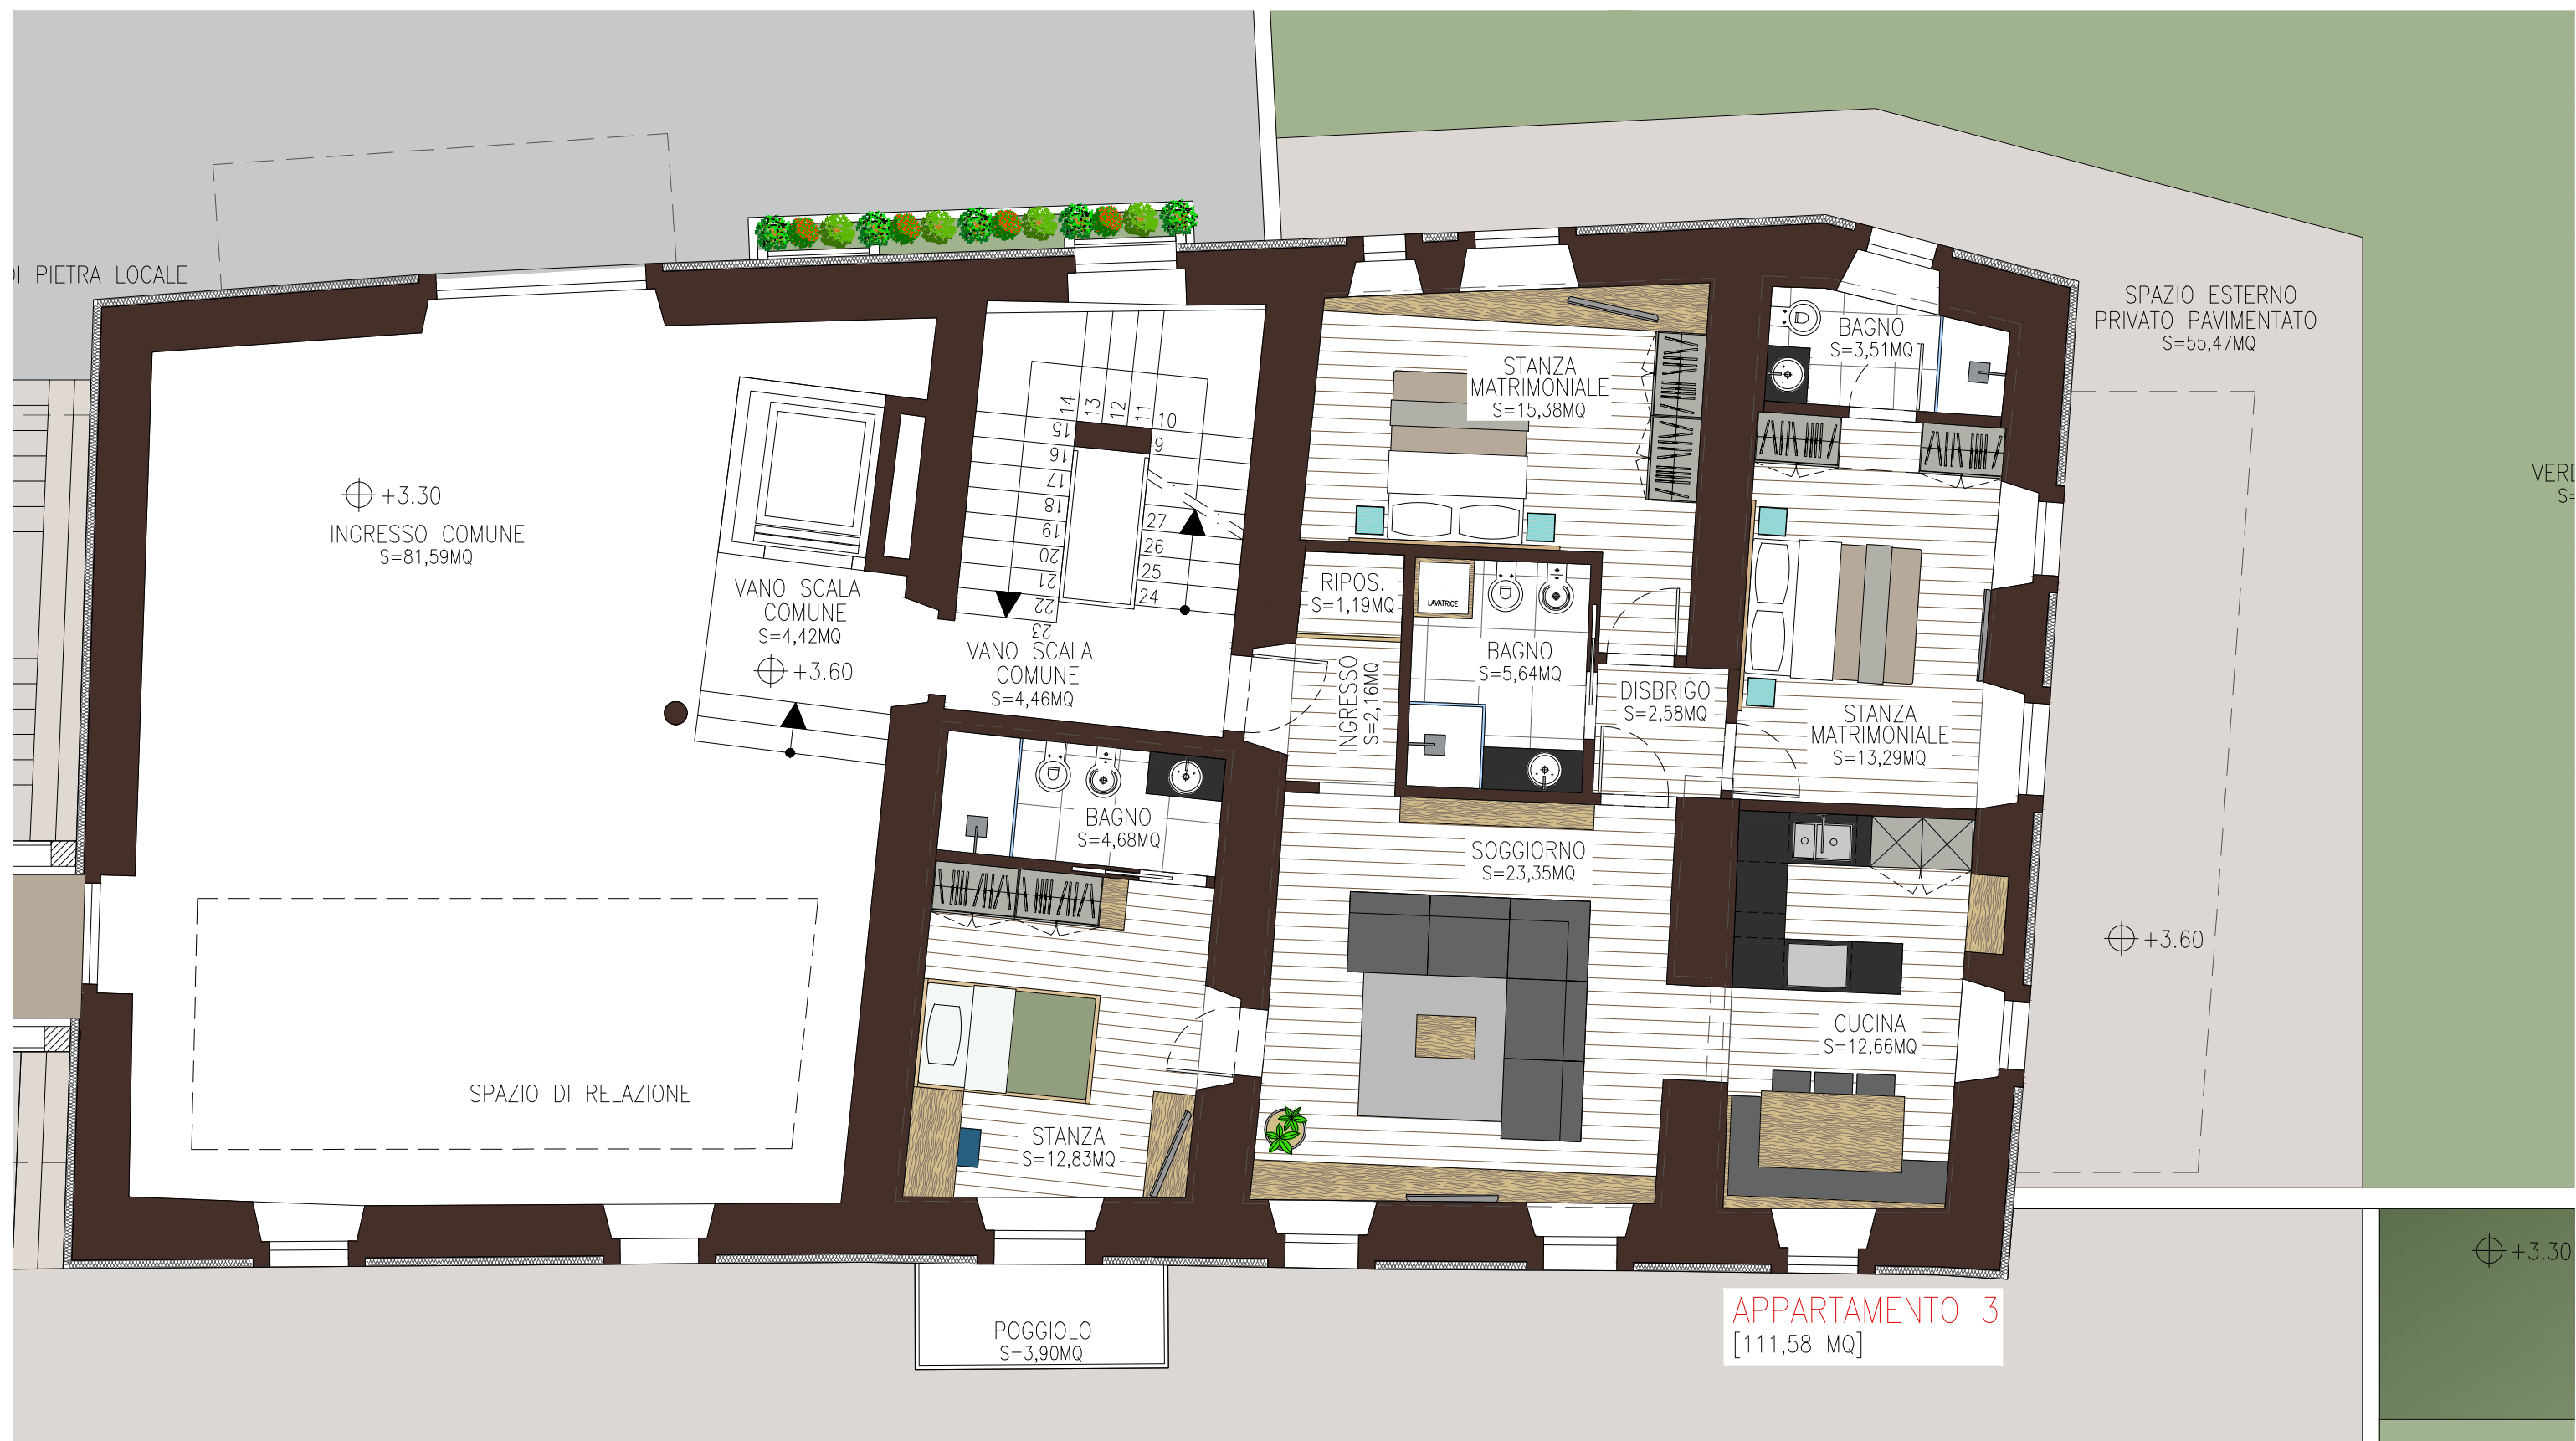 DI PIETRA LOCALE
SPAZIO ESTERNO
PRIVATO PAVIMENTATO
S=55,47MQ
BAGNO
S=3,51MQ
STANZA
MATRIMONIALE
S=15,38MQ
14
13
12
11
10
9
15
16
17
18
19
20
21
22
23
27
26
25
24
+3.30
INGRESSO COMUNE
S=81,59MQ
VANO SCALA
COMUNE
S=4,42MQ
+3.60
VANO SCALA
COMUNE
S=4,46MQ
RIPOS.
S=1,19MQ
LAVATRICE
INGRESSO
S=2,16MQ
BAGNO
S=5,64MQ
DISBRIGO
S=2,58MQ
STANZA
MATRIMONIALE
S=13,29MQ
BAGNO
S=4,68MQ
SOGGIORNO
S=23,35MQ
+3.60
CUCINA
S=12,66MQ
SPAZIO DI RELAZIONE
STANZA
S=12,83MQ
+3.30
APPARTAMENTO 3
[111,58 MQ]
POGGIOLO
S=3,90MQ